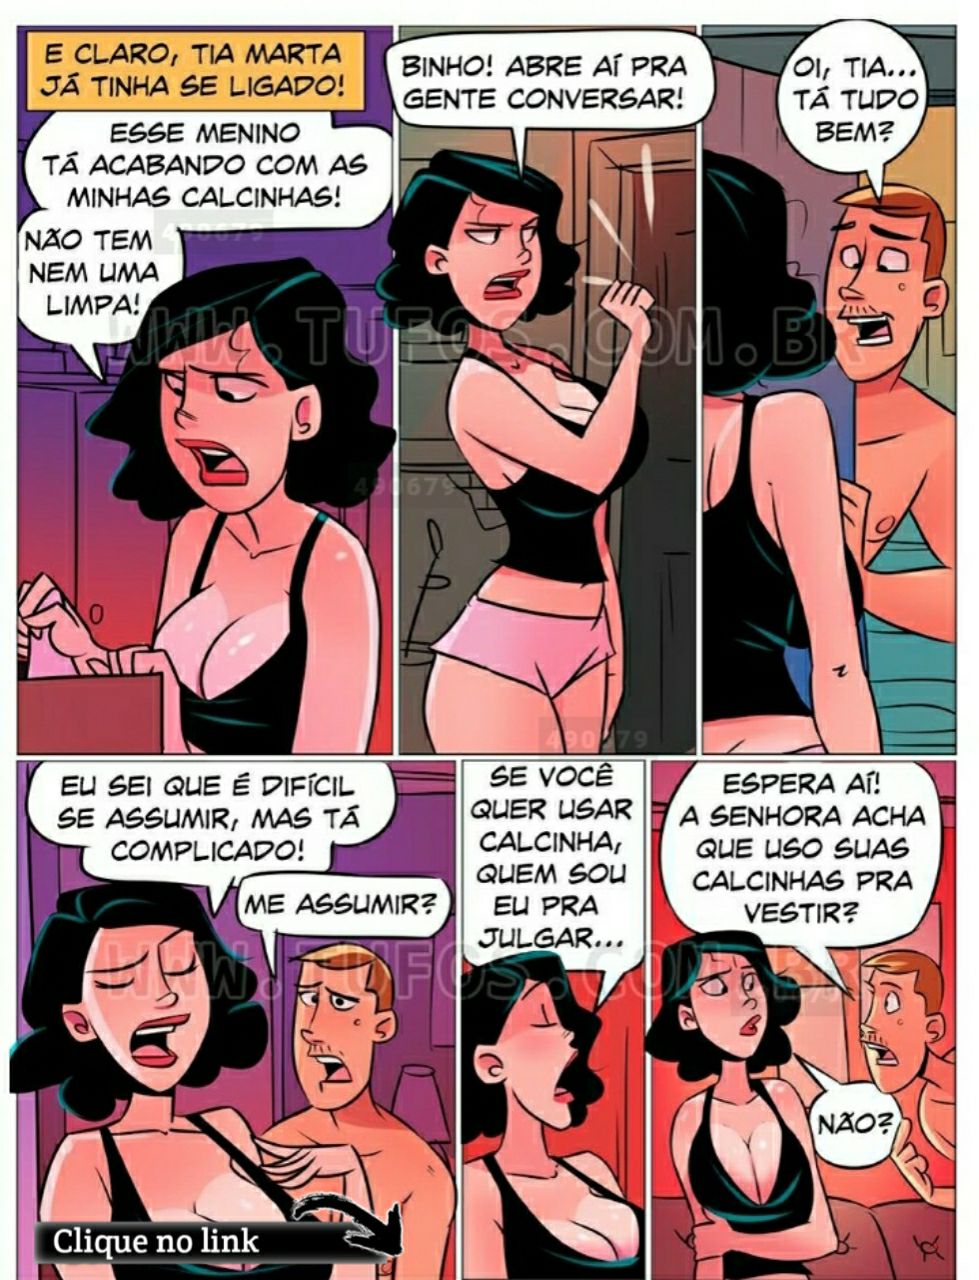 E CLARO, TIA MARTA
JÁ TINHA SE LIGADO!
ESSE MENINO
TÁ ACABANDO COM AS
MINHAS CALCINHAS!
NÃO TEM
NEM UMA
LIMPA!
BINHO! ABRE AÍ PRA
GENTE CONVERSAR!
OI, TIA...
TÁ TUDO
BEM?
490679
WWW.TUFOS.COM.BR
490679
490679
EU SEI QUE É DIFÍCIL
SE ASSUMIR, MAS TÁ
COMPLICADO!
ME ASSUMIR?
SE VOCÊ
QUER USAR
CALCINHA,
QUEM SOU
EU PRA
JULGAR...
ESPERA AÍ!
A SENHORA ACHA
QUE USO SUAS
CALCINHAS PRA
VESTIR?
NÃO?
WWW.TUFOS.COM.BR
Clique no link